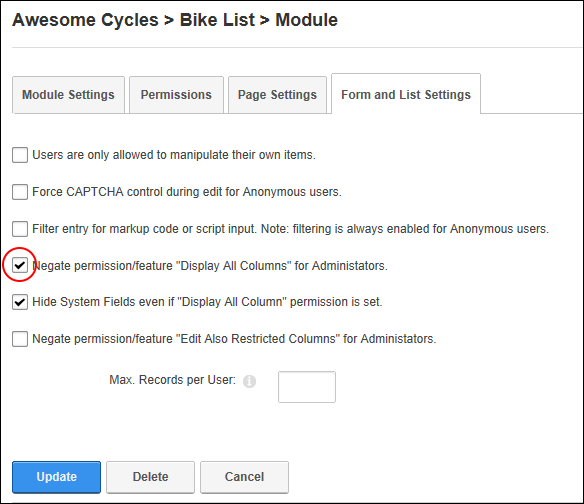 Awesome Cycles > Bike List > Module
Module Settings
Permissions
Page Settings
Form and List Settings
Users are only allowed to manipulate their own items.
Force CAPTCHA control during edit for Anonymous users.
Filter entry for markup code or script input. Note: filtering is always enabled for Anonymous users.
Negate permission/feature "Display All Columns" for Administators.
Hide System Fields even if "Display All Column" permission is set.
Negate permission/feature "Edit Also Restricted Columns" for Administators.
Max. Records per User:
Update
Delete
Cancel